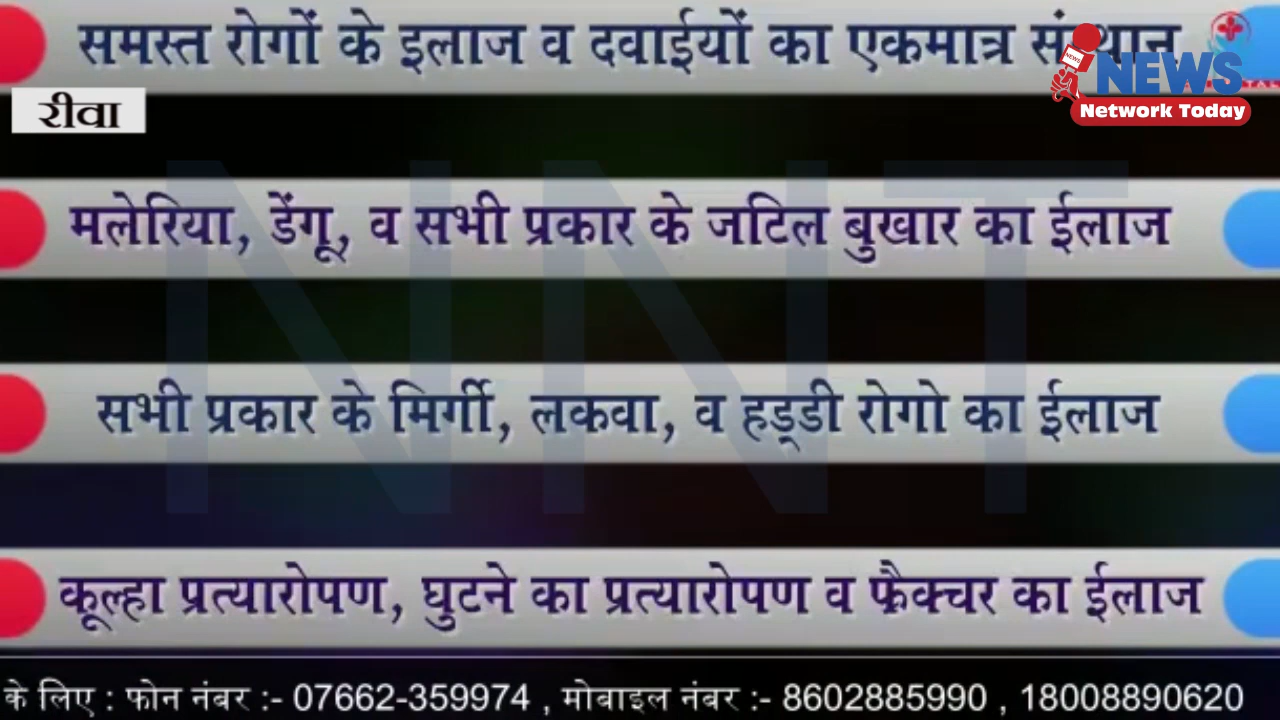 समस्त रोगों के इलाज व दवाईयों का एकमात्र
NEWS
Network Today
रीवा
मलेरिया, डेंगू, व सभी प्रकार के जटिल बुखार का ईलाज
NNT
सभी प्रकार के मिर्गी, लकवा, व हड्डी रोगो का ईलाज
कूल्हा प्रत्यारोपण, घुटने का प्रत्यारोपण व फ्रैक्चर का ईलाज
के लिए : फोन नंबर :- 07662-359974 , मोबाइल नंबर :- 8602885990 , 18008890620